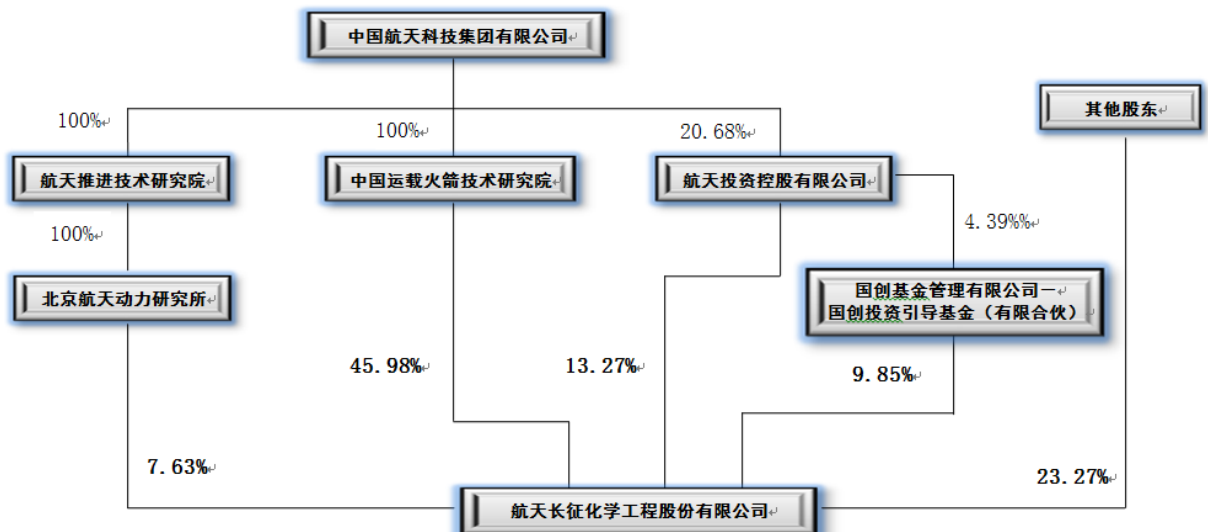 中国航天科技集团有限公司
其他股东
100%
100%
20.68%
航天推进技术研究院
中国运载火箭技术研究院
航天投资控股有限公司
100%
4.39%%
北京航天动力研究所
国创基金管理有限公司—
国创投资引导基金（有限合伙）
45.98%
13.27%
9.85%
7.63%
23.27%
航天长征化学工程股份有限公司